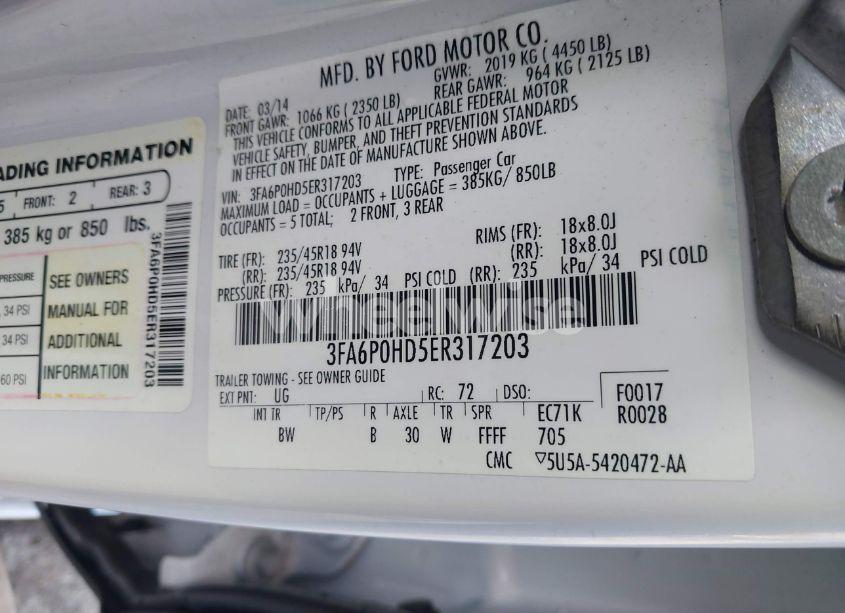 MFD. BY FORD MOTOR CO.
DATE: 03/14 GVWR: 2019 KG ( 4450 LB)
FRONT GAWR: 1066 KG ( 2350 LB) REAR GAWR: 964 KG ( 2125 LB)
THIS VEHICLE CONFORMS TO ALL APPLICABLE FEDERAL MOTOR
VEHICLE SAFETY, BUMPER, AND THEFT PREVENTION STANDARDS
IN EFFECT ON THE DATE OF MANUFACTURE SHOWN ABOVE.
VIN: 3FA6P0HD5ER317203 TYPE: Passenger Car
MAXIMUM LOAD = OCCUPANTS + LUGGAGE = 385KG/ 850LB
OCCUPANTS = 5 TOTAL; 2 FRONT, 3 REAR
TIRE (FR): 235/45R18 94V RIMS (FR): 18x8.0J
(RR): 235/45R18 94V (RR): 18x8.0J
PRESSURE (FR): 235 kPa/ 34 PSI COLD (RR): 235 kPa/ 34 PSI COLD
WheelWise
3FA6P0HD5ER317203
TRAILER TOWING - SEE OWNER GUIDE
EXT PNT: UG RC: 72 DSO: F0017
INT TR TP/PS R AXLE TR SPR EC71K R0028
BW B 30 W FFFF 705
CMC ▽5U5A-5420472-AA
ADING INFORMATION
5 FRONT: 2 REAR: 3
385 kg or 850 lbs.
PRESSURE
, 34 PSI
34 PSI
60 PSI
SEE OWNERS
MANUAL FOR
ADDITIONAL
INFORMATION
3FA6P0HD5ER317203